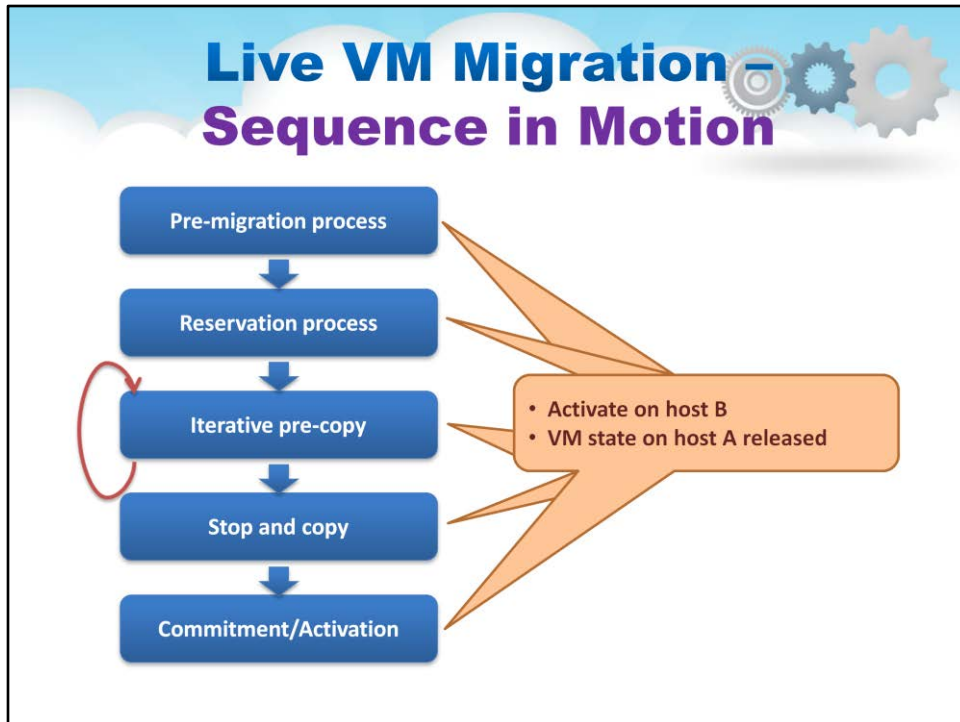 Live VM Migration –
Sequence in Motion
Pre-migration process
Reservation process
Iterative pre-copy
• Activate on host B
• VM state on host A released
Stop and copy
Commitment/Activation